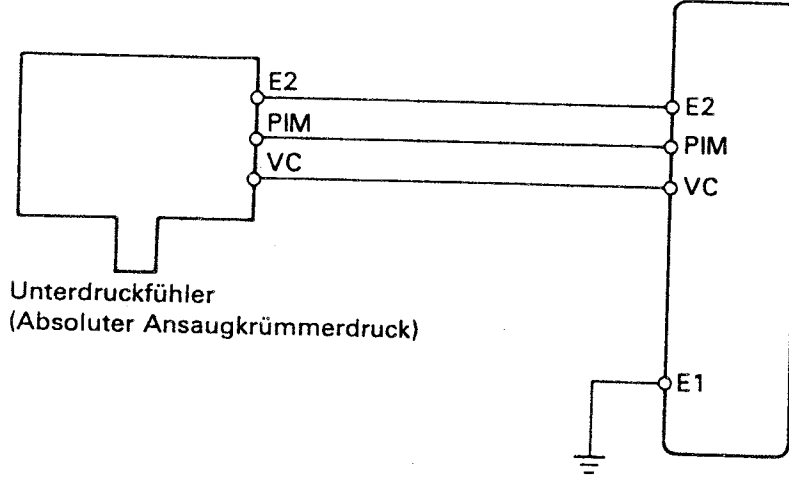 E2
PIM
VC
E2
PIM
VC
Unterdruckfühler
(Absoluter Ansaugkrümmerdruck)
E1